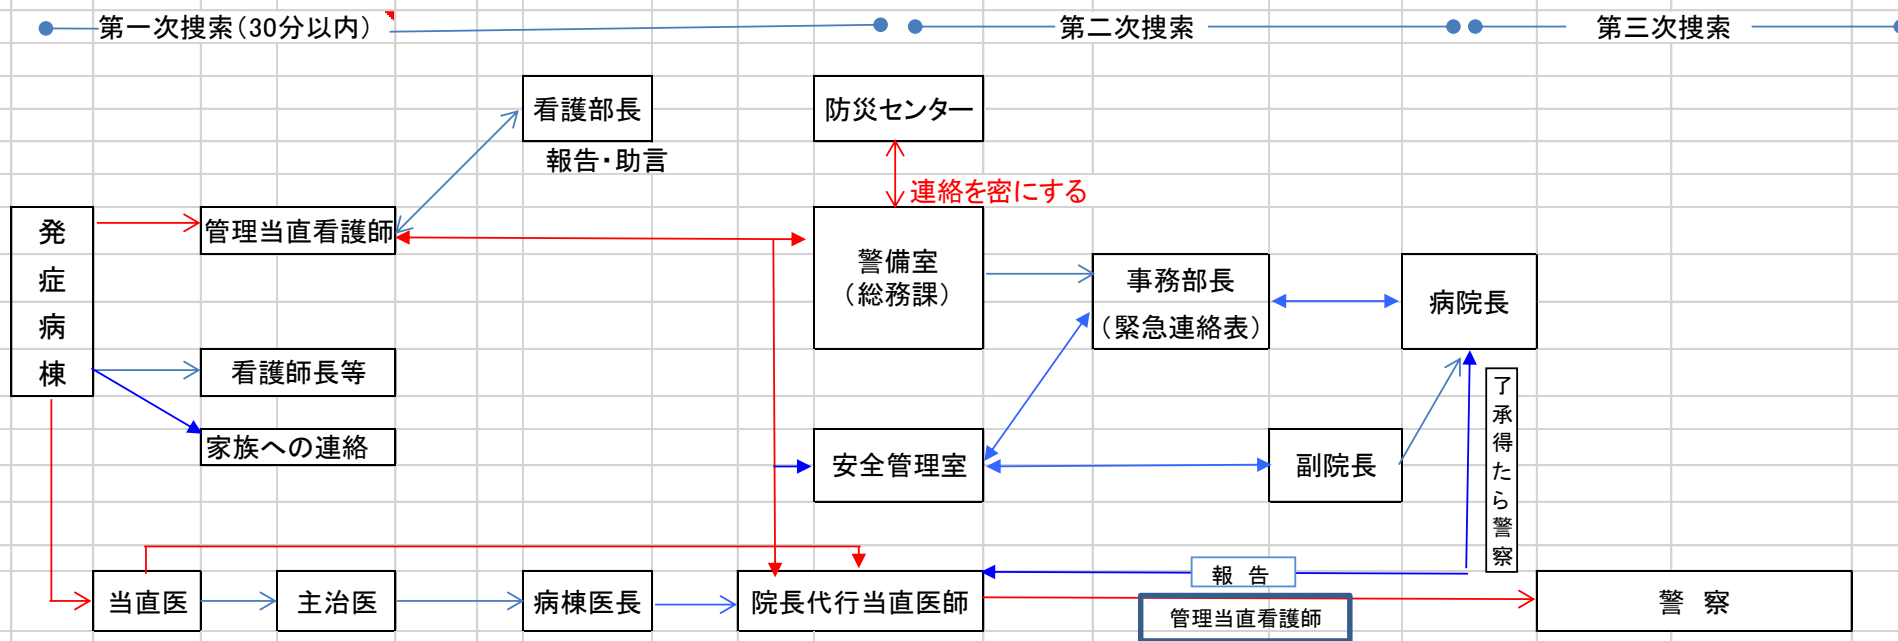 第一次捜索（30分以内）
第二次捜索
第三次捜索
看護部長
防災センター
報告・助言
連絡を密にする
発症病棟
管理当直看護師
警備室
（総務課）
事務部長
（緊急連絡表）
病院長
看護師長等
了承得たら警察
家族への連絡
安全管理室
副院長
報　告
当直医
主治医
病棟医長
院長代行当直医師
管理当直看護師
警　察